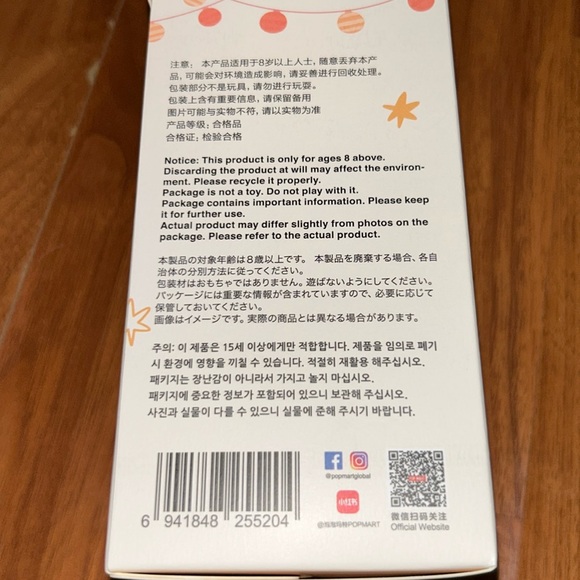 注意： 本产品适用于8岁以上人士，随意丢弃本产
品，可能会对环境造成影响，请妥善进行回收处理。
包装部分不是玩具，请勿进行玩耍。
包装上含有重要信息，请保留备用
图片可能与实物不符，请以实物为准
产品等级：合格品
合格证：检验合格
Notice: This product is only for ages 8 above.
Discarding the product at will may affect the environ-
ment. Please recycle it properly.
Package is not a toy. Do not play with it.
Package contains important information. Please keep
it for further use.
Actual product may differ slightly from photos on the
package. Please refer to the actual product.
本製品の対象年齢は8歳以上です。 本製品を廃棄する場合、各自
治体の分別方法に従ってください。
包装材はおもちゃではありません。遊ばないようにしてください。
パッケージには重要な情報が含まれていますので、必要に応じて
保管しておいてください。
画像はイメージです。実際の商品とは異なる場合があります。
주의: 이 제품은 15세 이상에게만 적합합니다. 제품을 임의로 폐기
시 환경에 영향을 끼칠 수 있습니다. 적절히 재활용 해주십시오.
패키지는 장난감이 아니라서 가지고 놀지 마십시오.
패키지에 중요한 정보가 포함되어 있으니 보관해 주십시오.
사진과 실물이 다를 수 있으니 실물에 준해 주시기 바랍니다.
@popmartglobal
小红书
@泡泡玛特POPMART
微信扫码关注
Official Website
6 941848 255204